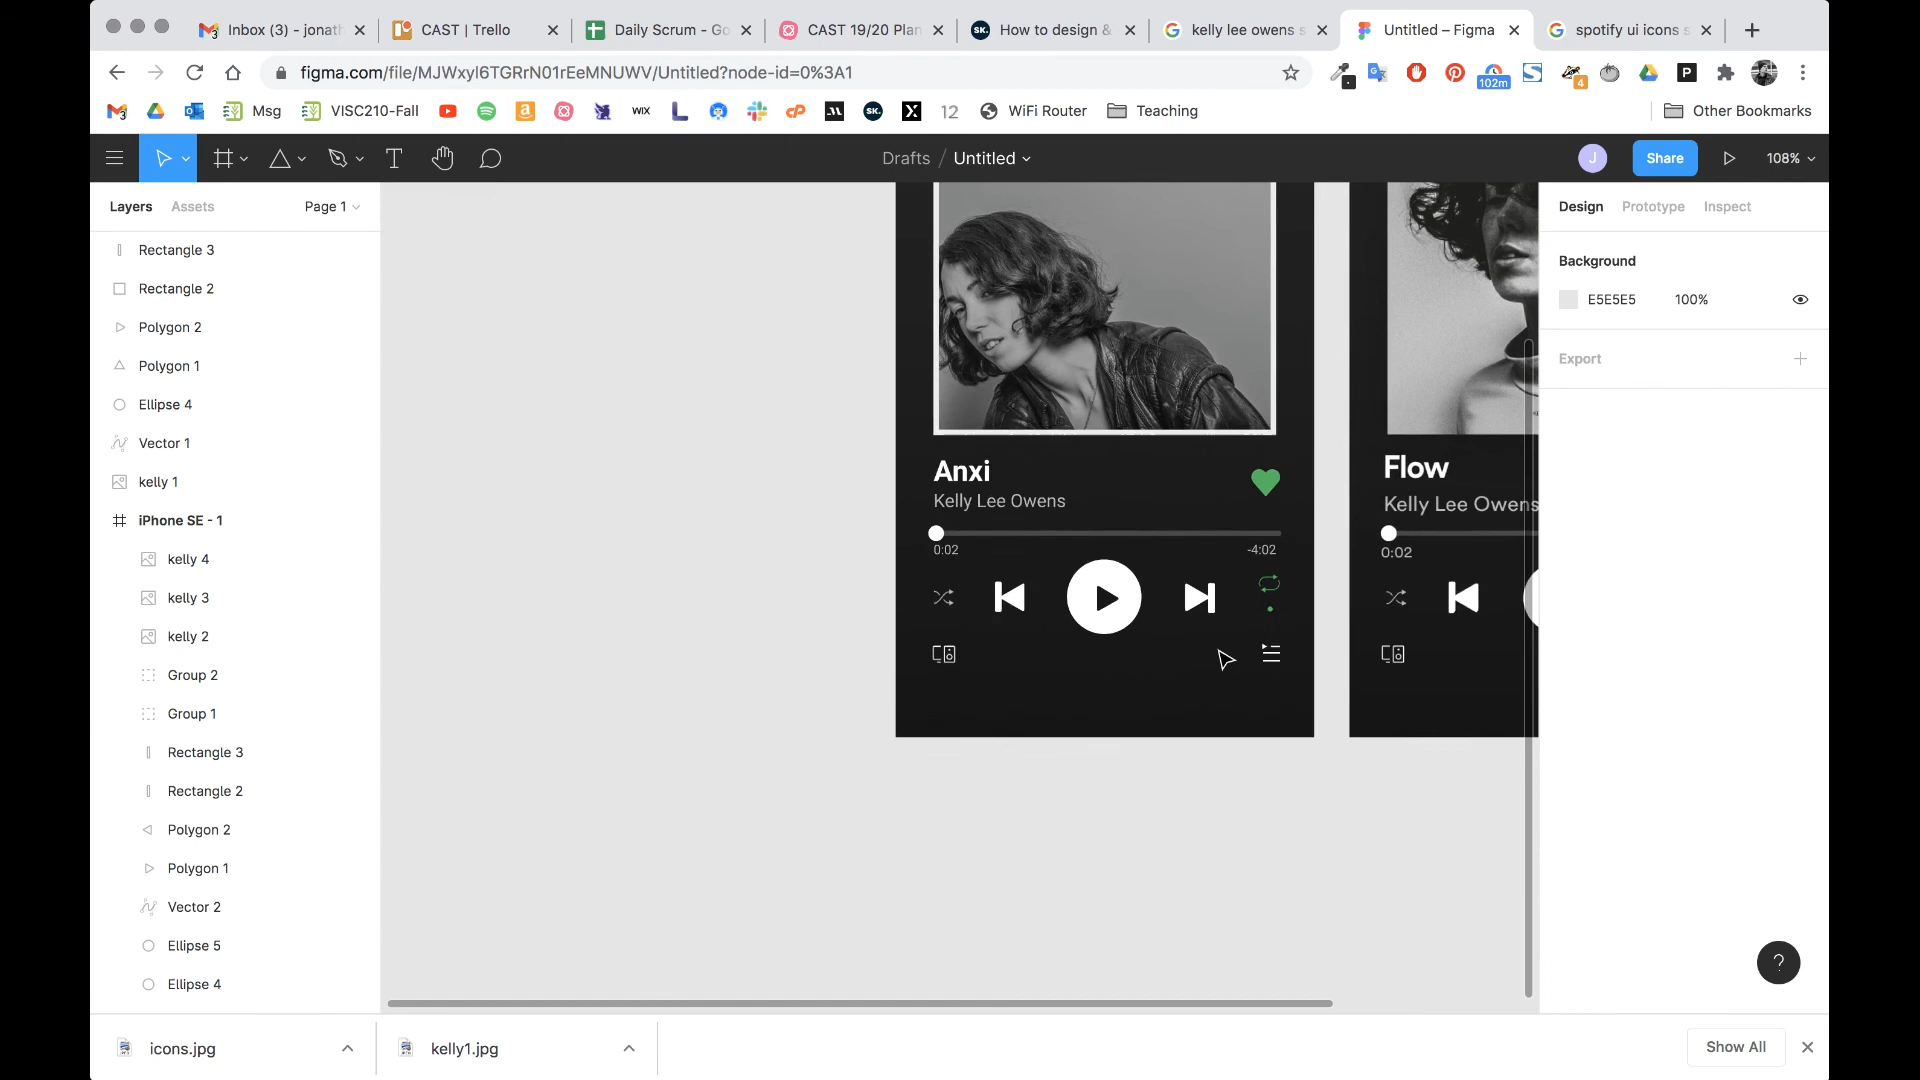 Inbox (3) - jonath
CAST | Trello
Daily Scrum - Go
CAST 19/20 Plan
SK. How to design &
kelly lee owens s
Untitled – Figma
spotify ui icons s
figma.com/file/MJWxyl6TGRrN01rEeMNUWV/Untitled?node-id=0%3A1
102m
4
P
3
Msg
VISC210-Fall
WIX
SK.
12
WiFi Router
Teaching
Other Bookmarks
Drafts / Untitled
J
Share
108%
Layers
Assets
Page 1
Design
Prototype
Inspect
Rectangle 3
Rectangle 2
Polygon 2
Polygon 1
Ellipse 4
Vector 1
kelly 1
iPhone SE - 1
kelly 4
kelly 3
kelly 2
Group 2
Group 1
Rectangle 3
Rectangle 2
Polygon 2
Polygon 1
Vector 2
Ellipse 5
Ellipse 4
Background
E5E5E5
100%
Export
Anxi
Kelly Lee Owens
0:02
-4:02
Flow
Kelly Lee Owens
0:02
?
icons.jpg
kelly1.jpg
Show All